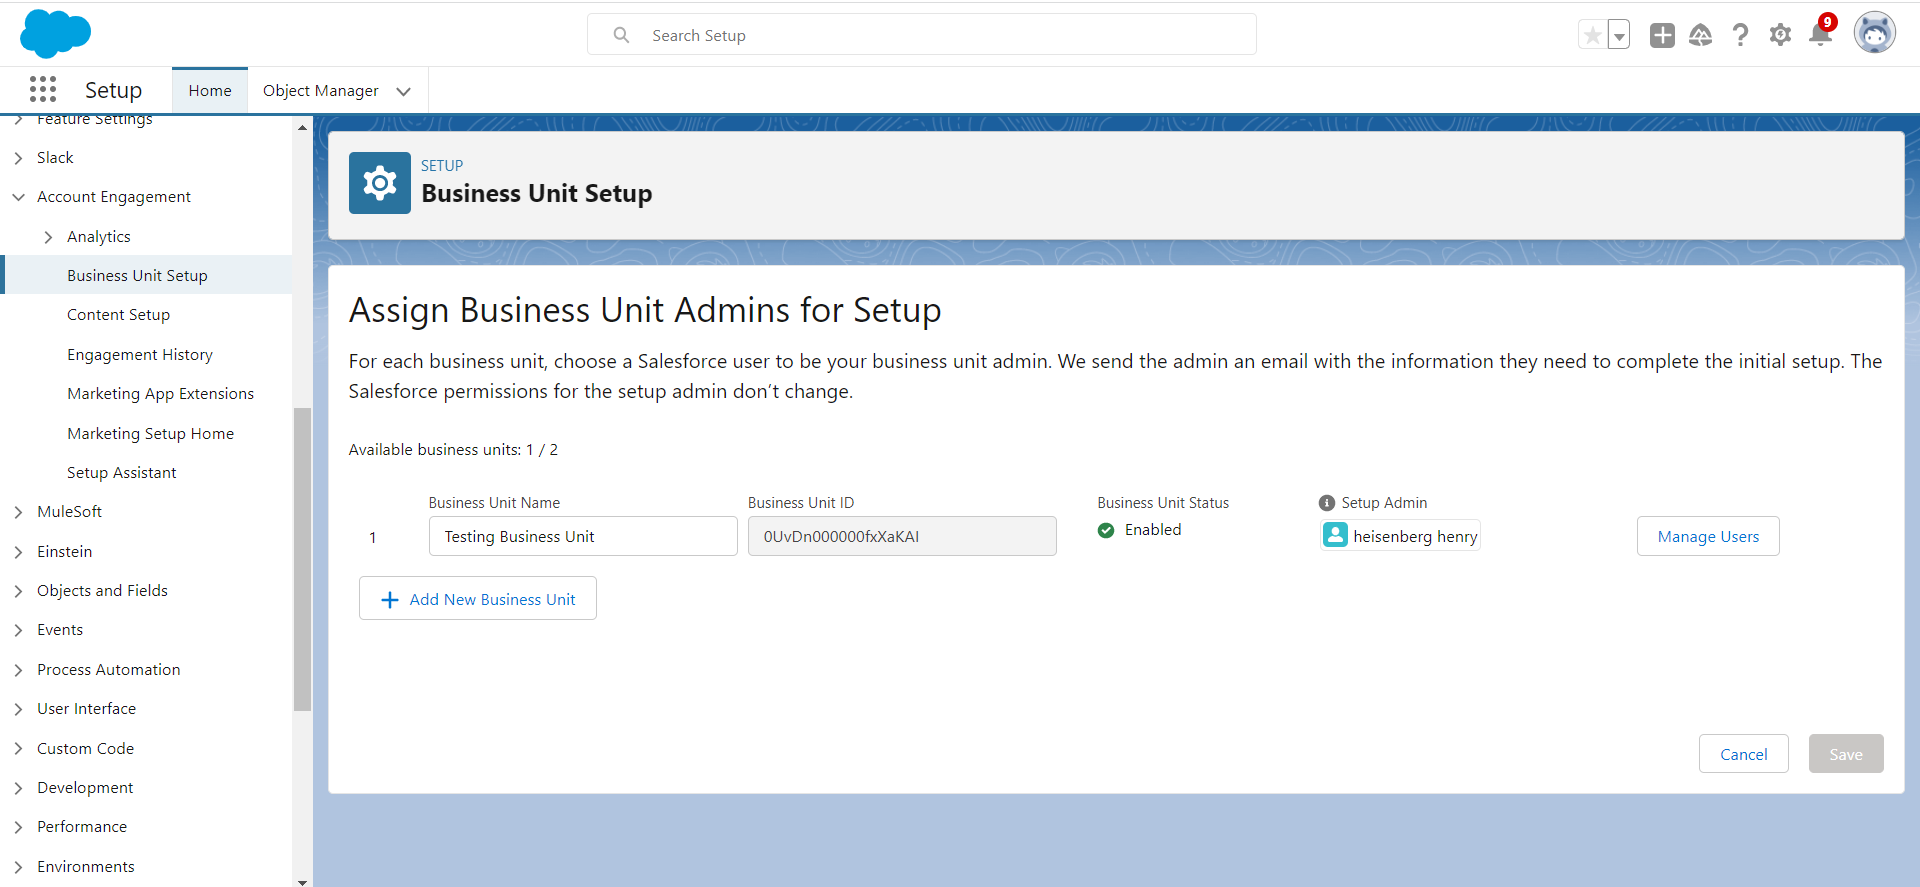 Search Setup
9
Setup
Home
Object Manager
Feature Settings
Slack
Account Engagement
Analytics
Business Unit Setup
Content Setup
Engagement History
Marketing App Extensions
Marketing Setup Home
Setup Assistant
MuleSoft
Einstein
Objects and Fields
Events
Process Automation
User Interface
Custom Code
Development
Performance
Environments
SETUP
Business Unit Setup
Assign Business Unit Admins for Setup
For each business unit, choose a Salesforce user to be your business unit admin. We send the admin an email with the information they need to complete the initial setup. The
Salesforce permissions for the setup admin don’t change.
Available business units: 1 / 2
Business Unit Name Business Unit ID Business Unit Status Setup Admin
1 Testing Business Unit 0UvDn000000fxXaKAI Enabled heisenberg henry Manage Users
Add New Business Unit
Cancel Save